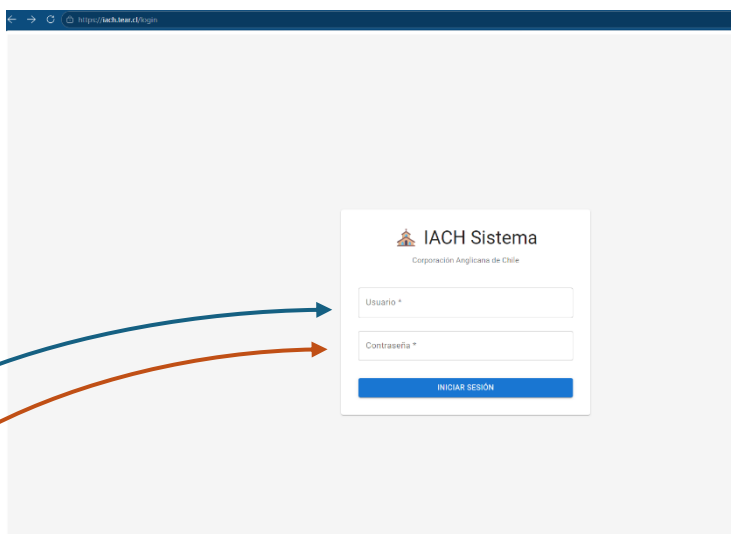 https://iach.tear.cl/login
IACH Sistema
Corporación Anglicana de Chile
Usuario *
Contraseña *
INICIAR SESIÓN